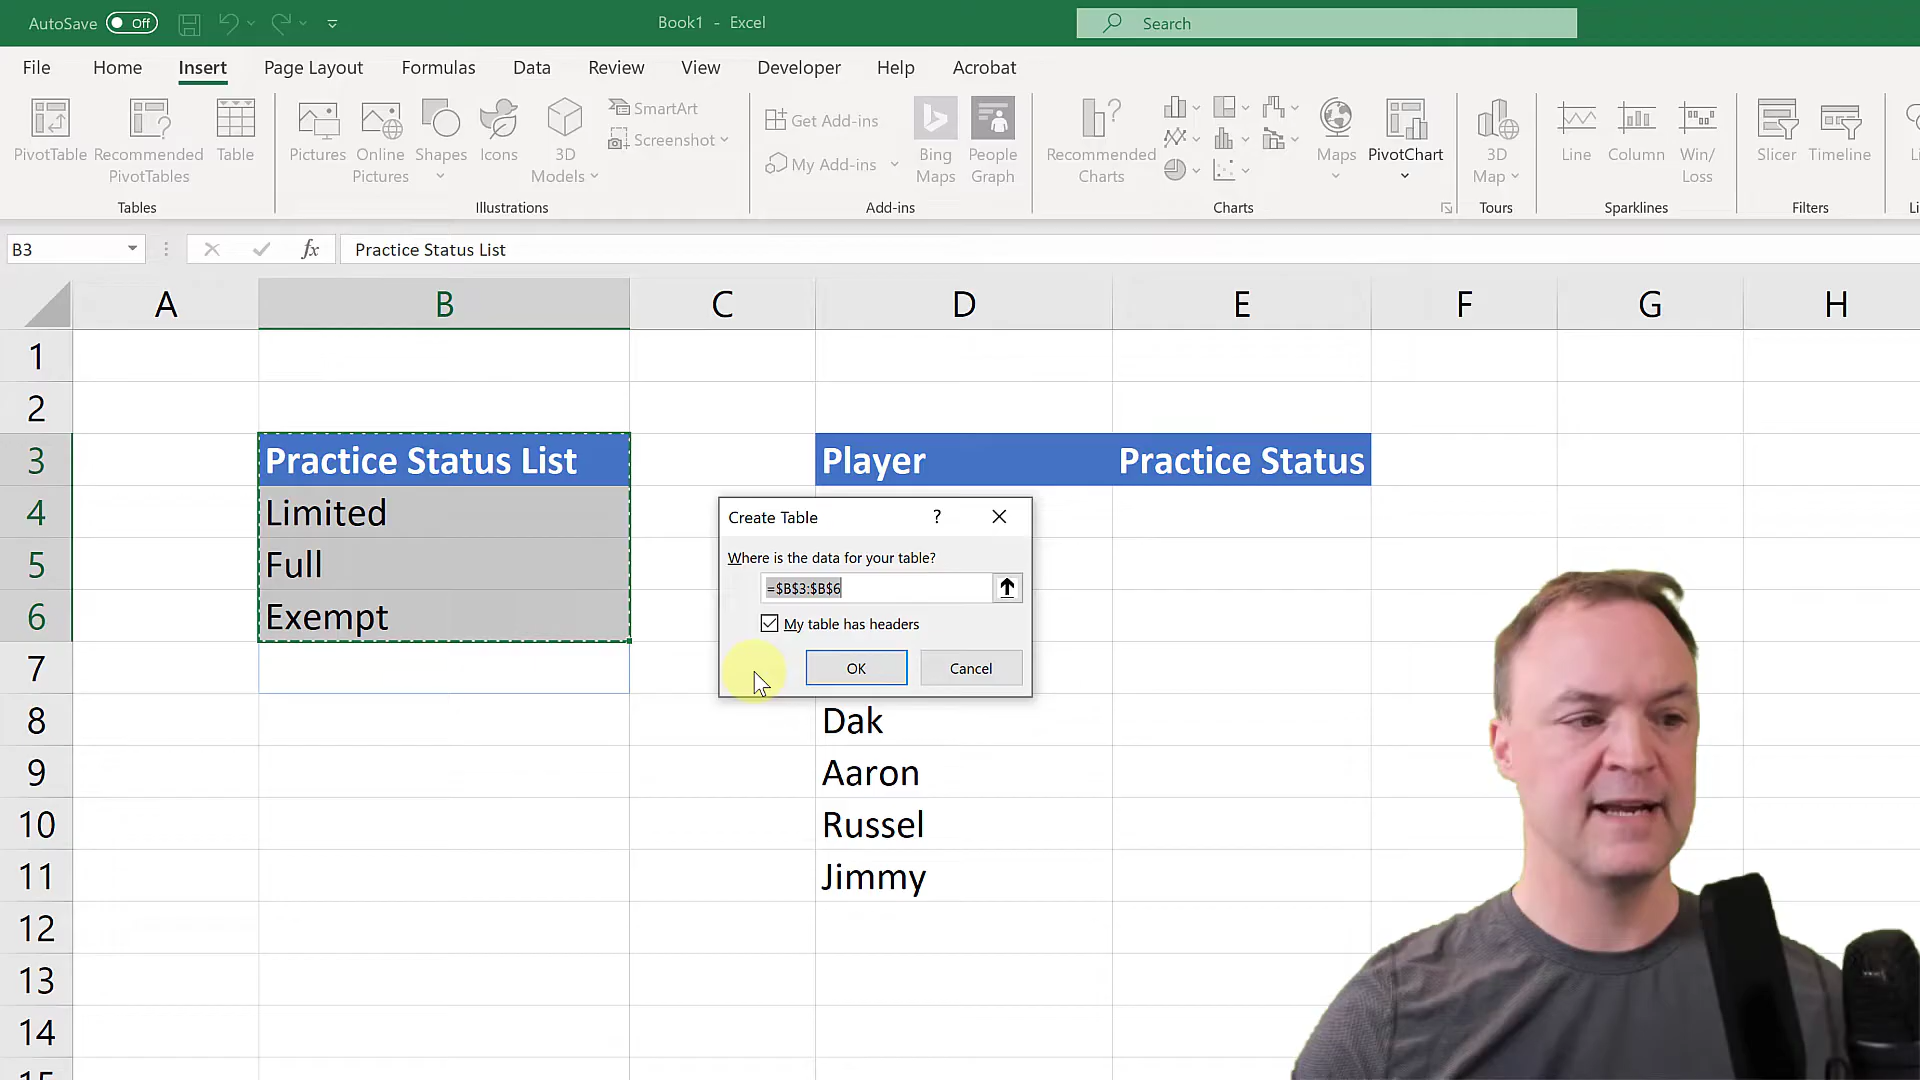 AutoSave Off
Book1 - Excel
Search
File Home Insert Page Layout Formulas Data Review View Developer Help Acrobat
PivotTable
Recommended PivotTables
Table
Tables
Pictures
Online Pictures
Shapes
Icons
3D Models
SmartArt
Screenshot
Illustrations
Get Add-ins
My Add-ins
Bing Maps
People Graph
Add-ins
Recommended Charts
Maps
PivotChart
Charts
3D Map
Tours
Line
Column
Win/ Loss
Sparklines
Slicer
Timeline
Filters
B3
fx
Practice Status List
A B C D E F G H
1
2
3 Practice Status List Player Practice Status
4 Limited
5 Full
6 Exempt
7
8 Dak
9 Aaron
10 Russel
11 Jimmy
12
13
14
Create Table ?
Where is the data for your table?
=$B$3:$B$6
My table has headers
OK Cancel